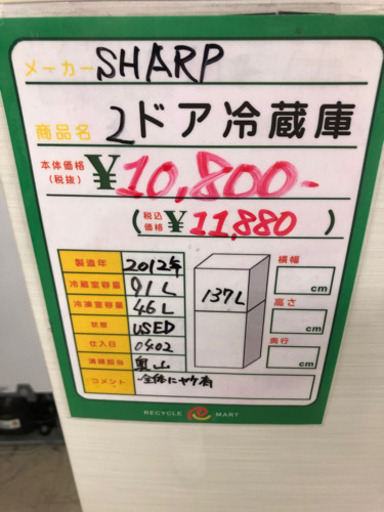 メーカー SHARP
商品名 2ドア冷蔵庫
本体価格 (税抜) ¥10,800-
(税込価格 ¥11,880)
製造年 2012年
冷蔵室容量 91L
冷凍室容量 46L
状態 USED
仕入日 0402
清掃担当 奥山
コメント 全体にヤケ有
137L
横幅 cm
高さ cm
奥行 cm
RECYCLE MART